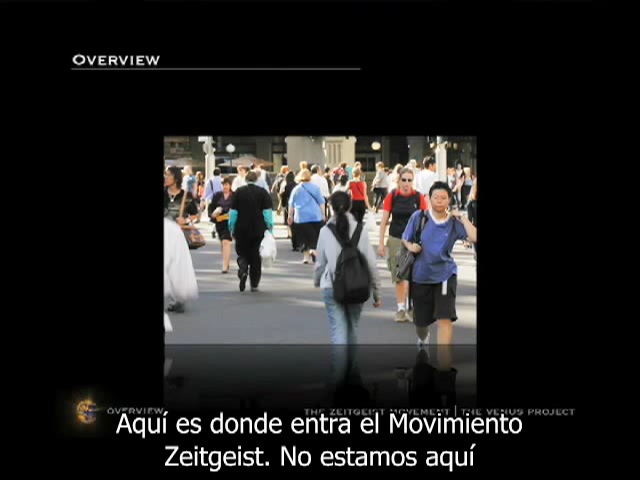 OVERVIEW
OVERVIEW
THE ZEITGEIST MOVEMENT | THE VENUS PROJECT
Aquí es donde entra el Movimiento
Zeitgeist. No estamos aquí